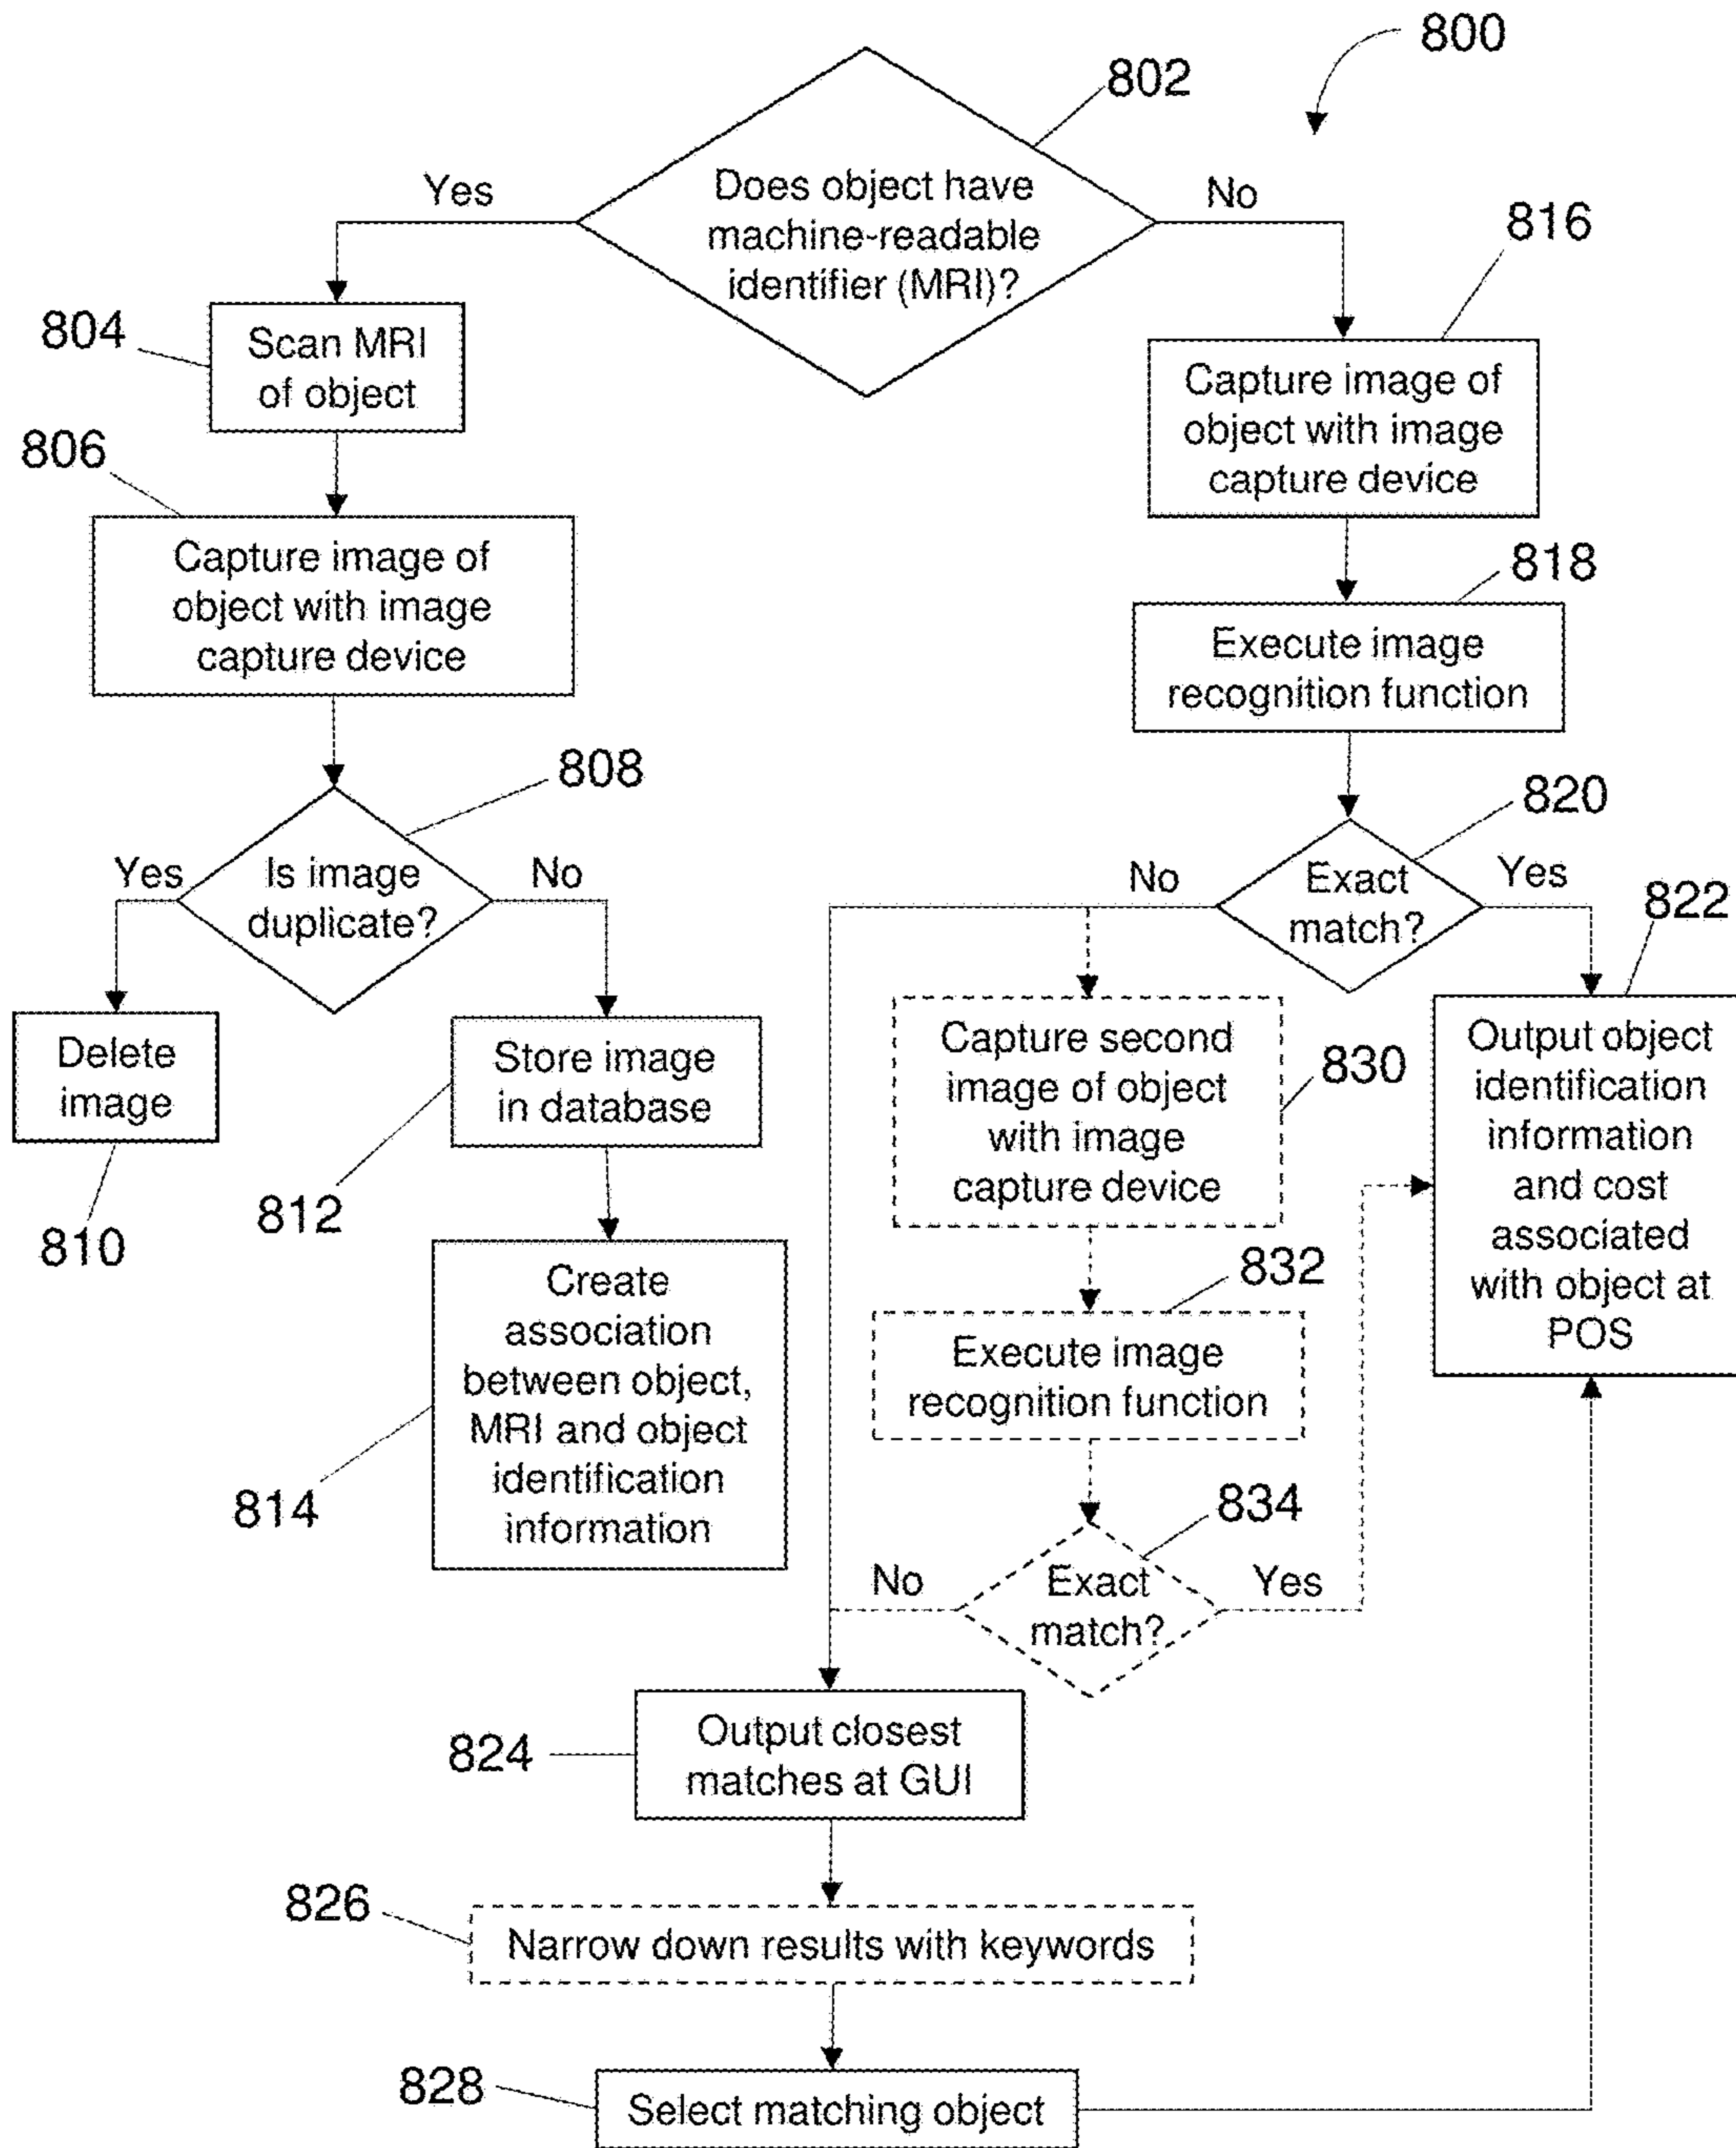 800
802
Does object have
machine-readable
identifier (MRI)?
Yes
No
804
Scan MRI
of object
806
Capture image of
object with image
capture device
808
Is image
duplicate?
Yes
No
Delete
image
810
Store image
in database
812
Create
association
between object,
MRI and object
identification
information
814
816
Capture image of
object with image
capture device
818
Execute image
recognition function
820
Exact
match?
No
Yes
822
Output object
identification
information
and cost
associated
with object at
POS
Capture second
image of object
with image
capture device
830
832
Execute image
recognition function
834
Exact
match?
No
Yes
824
Output closest
matches at GUI
826
Narrow down results with keywords
828
Select matching object